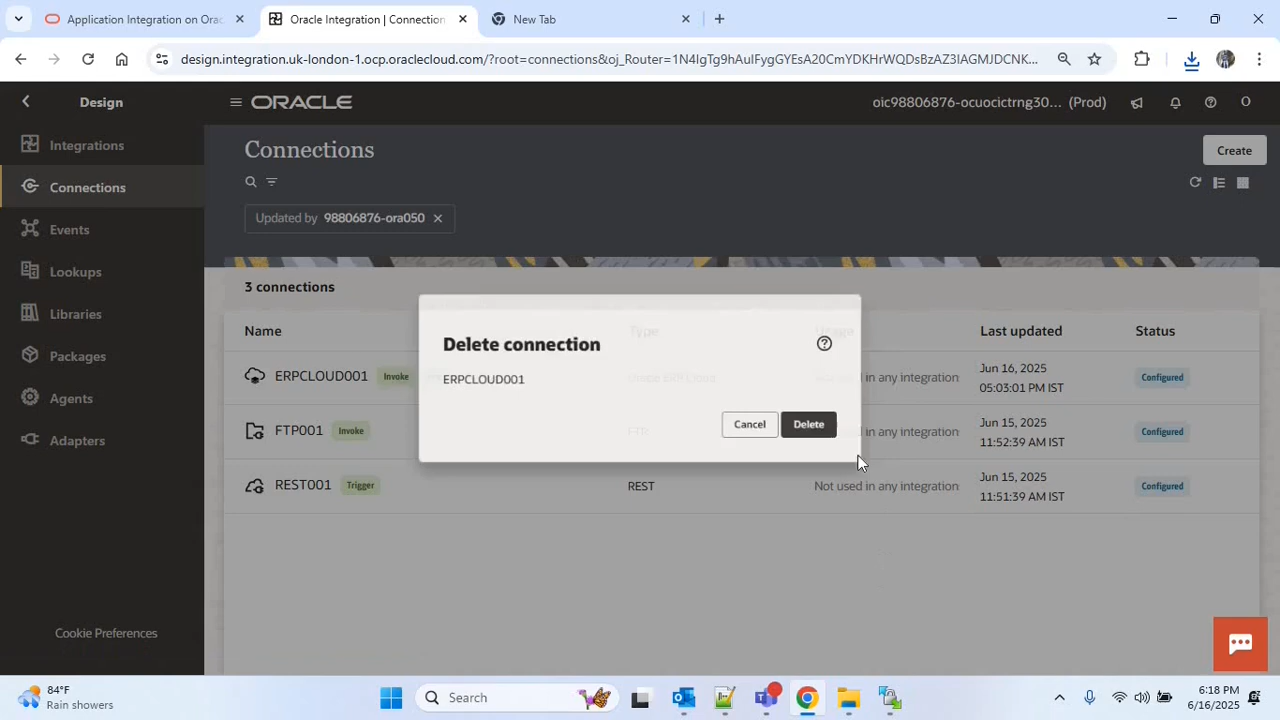 Application Integration on Orac
Oracle Integration | Connection
New Tab
design.integration.uk-london-1.ocp.oraclecloud.com/?root=connections&oj_Router=1N4IgTg9hAuIFygGYEsA20CmYDKHrWQDsBzAZ3IAGMJDCNK...
Design
ORACLE
oic98806876-ocuocictrng30... (Prod)
O
Integrations
Connections
Events
Lookups
Libraries
Packages
Agents
Adapters
Cookie Preferences
Connections
Create
Updated by 98806876-ora050
3 connections
Name
Type
Usage
Last updated
Status
ERPCLOUD001
Invoke
Jun 16, 2025
05:03:01 PM IST
Configured
FTP001
Invoke
FTP
Not used in any integration
Jun 15, 2025
11:52:39 AM IST
Configured
REST001
Trigger
REST
Not used in any integration
Jun 15, 2025
11:51:39 AM IST
Configured
Delete connection
ERPCLOUD001
Cancel
Delete
84°F
Rain showers
Search
6:18 PM
6/16/2025